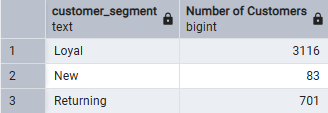 customer_segment Number of Customers
text bigint
1 Loyal 3116
2 New 83
3 Returning 701